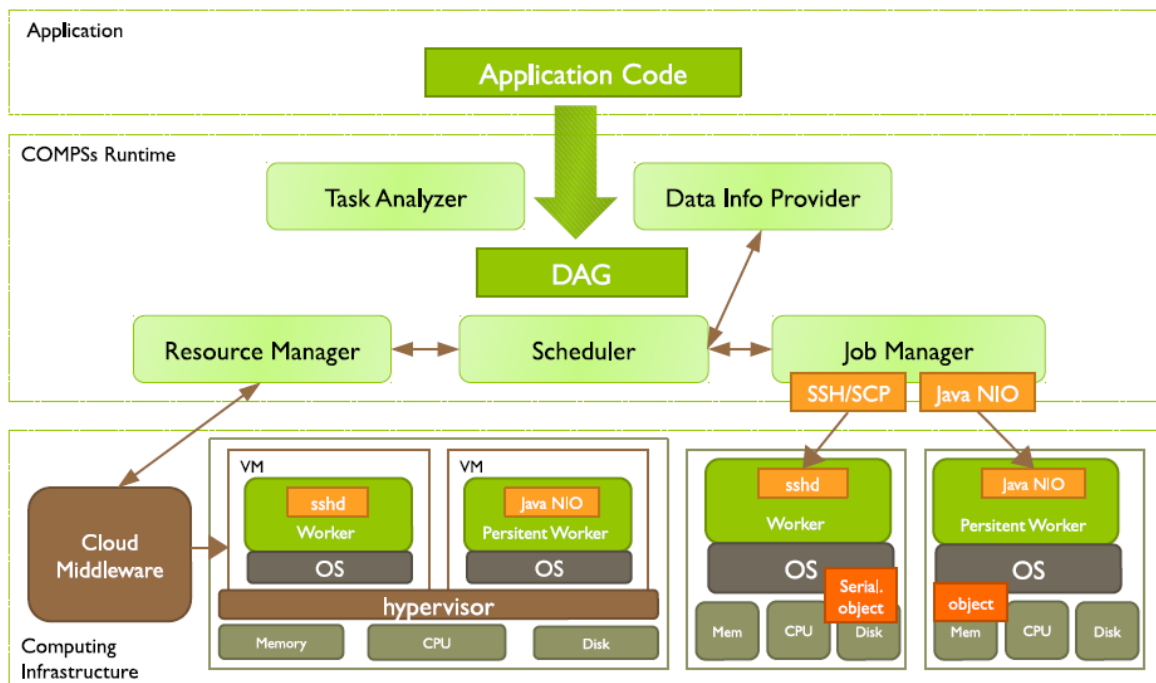 Application
Application Code
COMPSs Runtime
Task Analyzer
Data Info Provider
DAG
Resource Manager
Scheduler
Job Manager
SSH/SCP
Java NIO
VM
sshd
Worker
OS
VM
Java NIO
Persitent Worker
OS
hypervisor
Memory
CPU
Disk
Cloud
Middleware
sshd
Worker
OS
Serial.
object
Mem
CPU
Disk
Java NIO
Persitent Worker
OS
object
Mem
CPU
Disk
Computing
Infrastructure